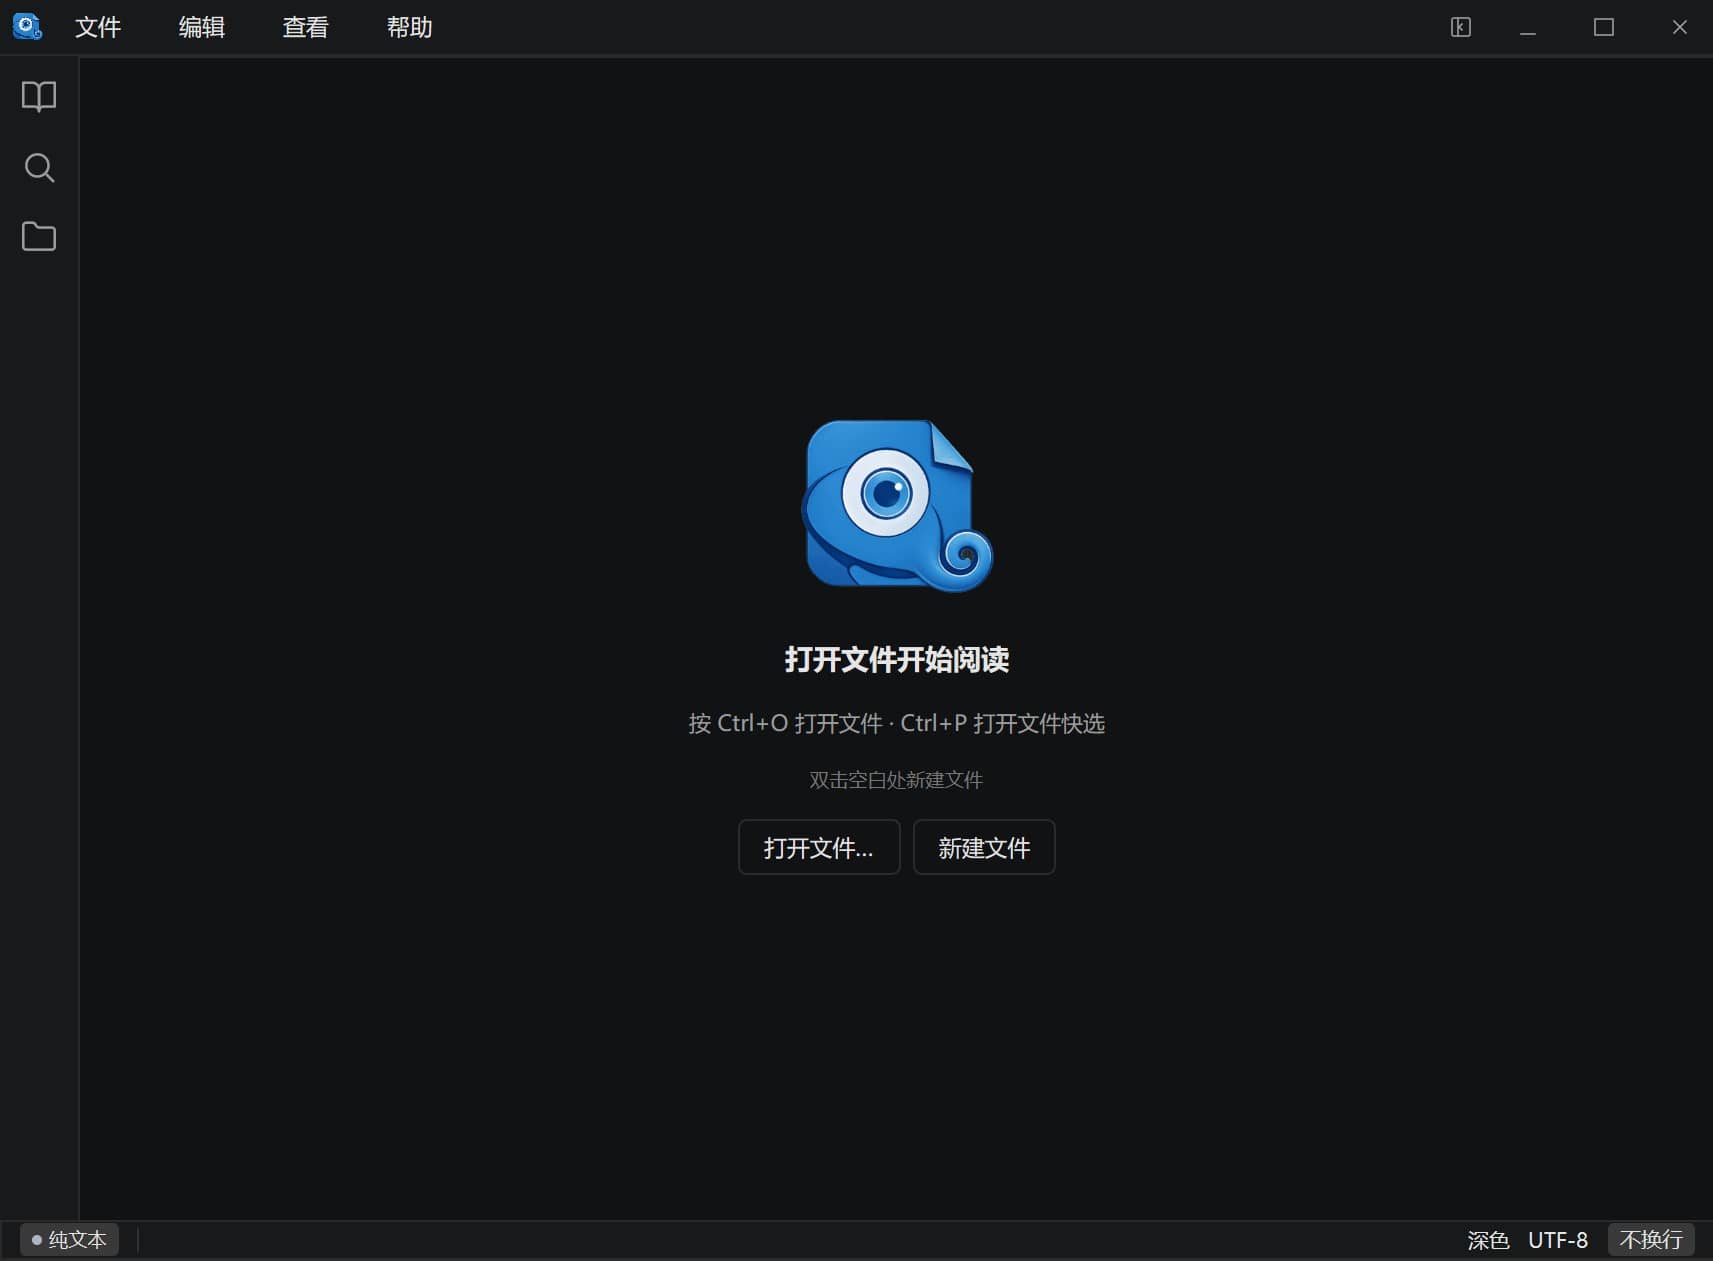 文件 编辑 查看 帮助
打开文件开始阅读
按 Ctrl+O 打开文件 · Ctrl+P 打开文件快选
双击空白处新建文件
打开文件... 新建文件
纯文本 深色 UTF-8 不换行